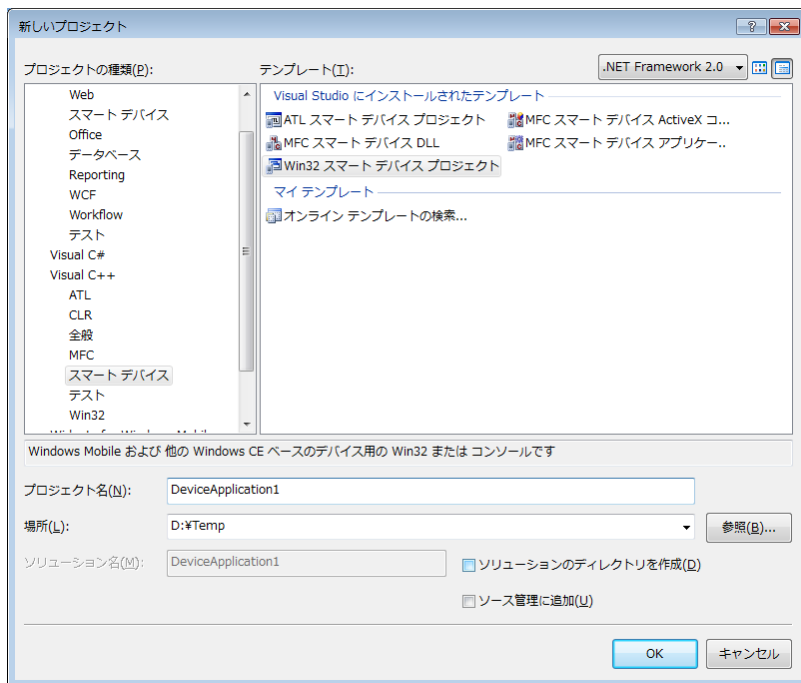 新しいプロジェクト
プロジェクトの種類(P):
テンプレート(T):
.NET Framework 2.0
Web
スマート デバイス
Office
データベース
Reporting
WCF
Workflow
テスト
Visual C#
Visual C++
ATL
CLR
全般
MFC
スマート デバイス
テスト
Win32
Visual Studio にインストールされたテンプレート
ATL スマート デバイス プロジェクト
MFC スマート デバイス ActiveX コ...
MFC スマート デバイス DLL
MFC スマート デバイス アプリケー..
Win32 スマート デバイス プロジェクト
マイ テンプレート
オンライン テンプレートの検索...
Windows Mobile および 他の Windows CE ベースのデバイス用の Win32 または コンソールです
プロジェクト名(N):
DeviceApplication1
場所(L):
D:¥Temp
参照(B)...
ソリューション名(M):
DeviceApplication1
ソリューションのディレクトリを作成(D)
ソース管理に追加(U)
OK
キャンセル